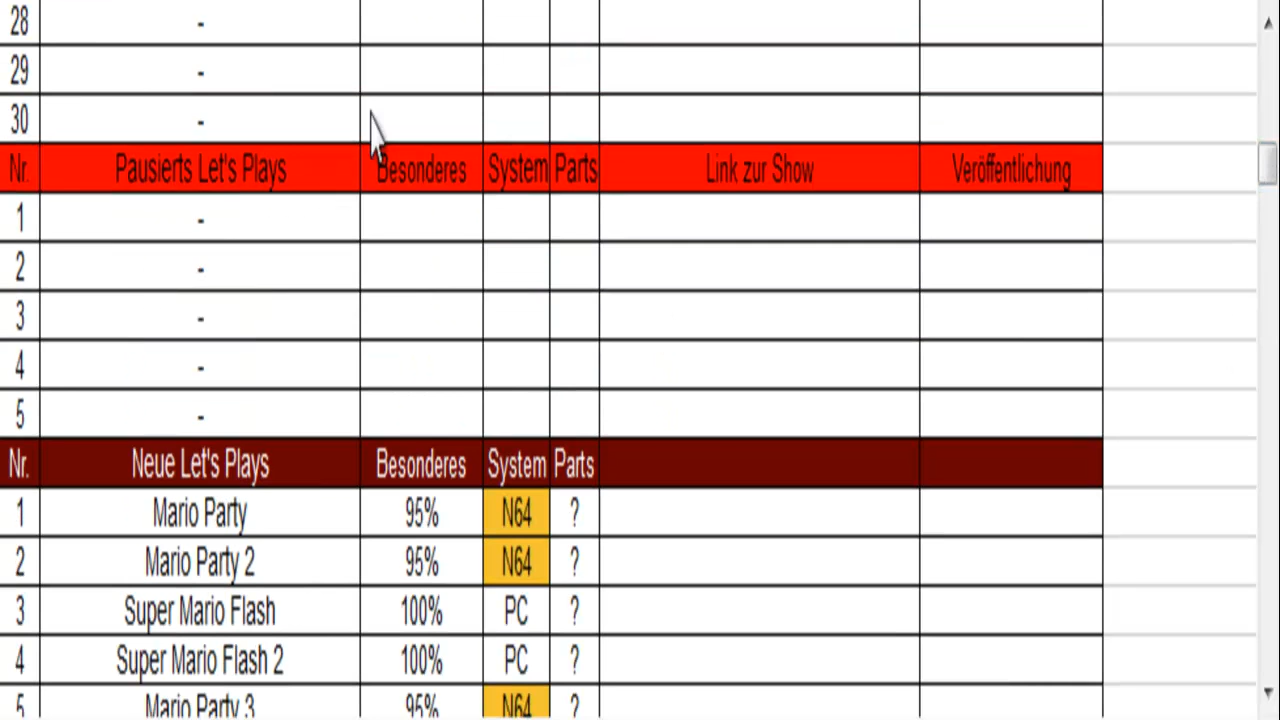 28 -
29 -
30 -
Nr. Pausierts Let's Plays Besonderes System Parts Link zur Show Veröffentlichung
1 -
2 -
3 -
4 -
5 -
Nr. Neue Let's Plays Besonderes System Parts
1 Mario Party 95% N64 ?
2 Mario Party 2 95% N64 ?
3 Super Mario Flash 100% PC ?
4 Super Mario Flash 2 100% PC ?
5 Mario Party 3 95% N64 ?